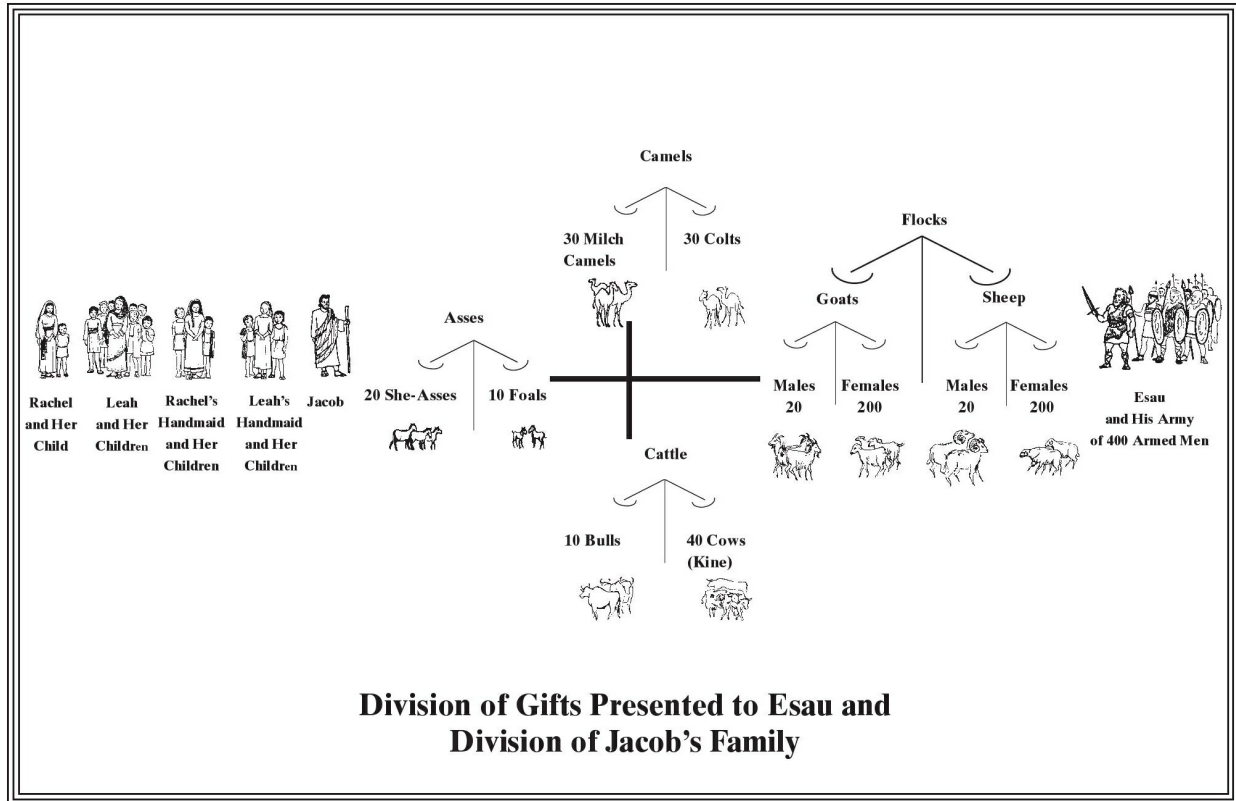 Camels
30 Milch
Camels
30 Colts
Flocks
Goats
Sheep
Males
20
Females
200
Males
20
Females
200
Asses
20 She-Asses
10 Foals
Cattle
10 Bulls
40 Cows
(Kine)
Rachel
and Her
Child
Leah
and Her
Children
Rachel’s
Handmaid
and Her
Children
Leah’s
Handmaid
and Her
Children
Jacob
Esau
and His Army
of 400 Armed Men
Division of Gifts Presented to Esau and
Division of Jacob’s Family